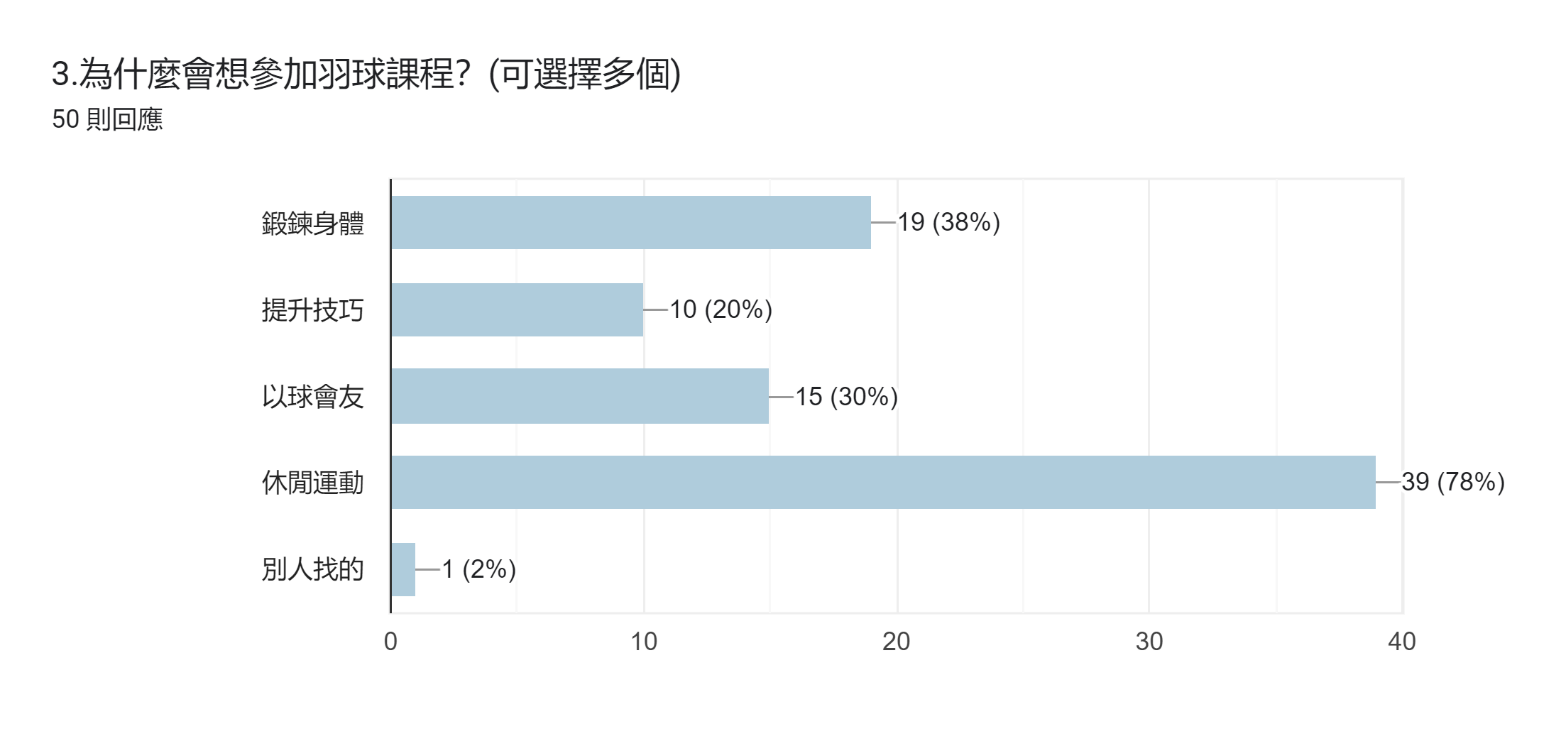 3.為什麼會想參加羽球課程？(可選擇多個)
50 則回應
鍛鍊身體 19 (38%)
提升技巧 10 (20%)
以球會友 15 (30%)
休閒運動 39 (78%)
別人找的 1 (2%)
0 10 20 30 40